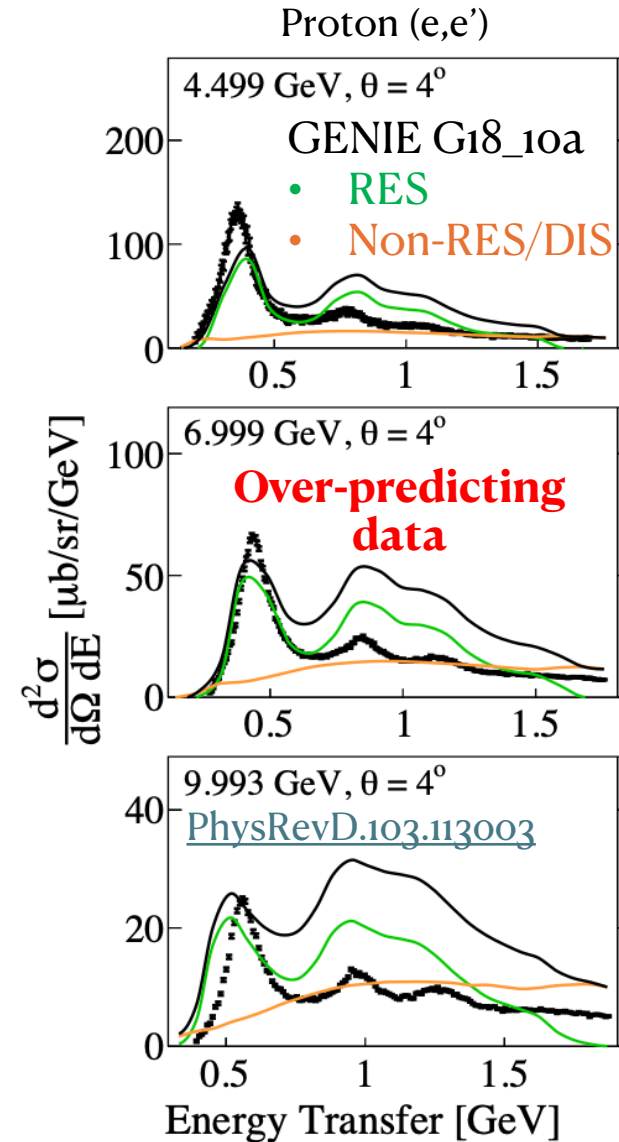 Proton (e,e’)
4.499 GeV, θ = 4°
GENIE G18_10a
• RES
• Non-RES/DIS
200
100
0
0.5 1 1.5
6.999 GeV, θ = 4°
Over-predicting
data
100
50
0
0.5 1 1.5
d²σ
dΩ dE [μb/sr/GeV]
9.993 GeV, θ = 4°
PhysRevD.103.113003
40
20
0
0.5 1 1.5
Energy Transfer [GeV]